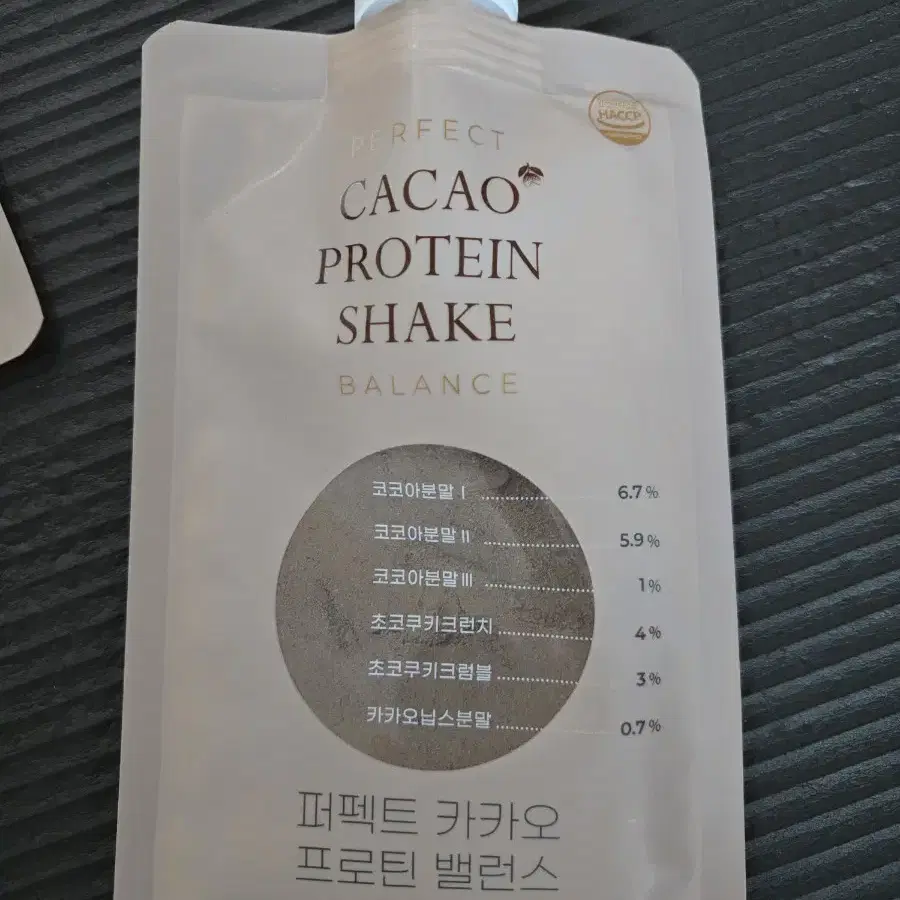 PERFECT
HACCP
CACAO
PROTEIN
SHAKE
BALANCE
코코아분말 I 6.7%
코코아분말 II 5.9%
코코아분말 III 1%
초코쿠키크런치 4%
초코쿠키크럼블 3%
카카오닙스분말 0.7%
퍼펙트 카카오
프로틴 밸런스